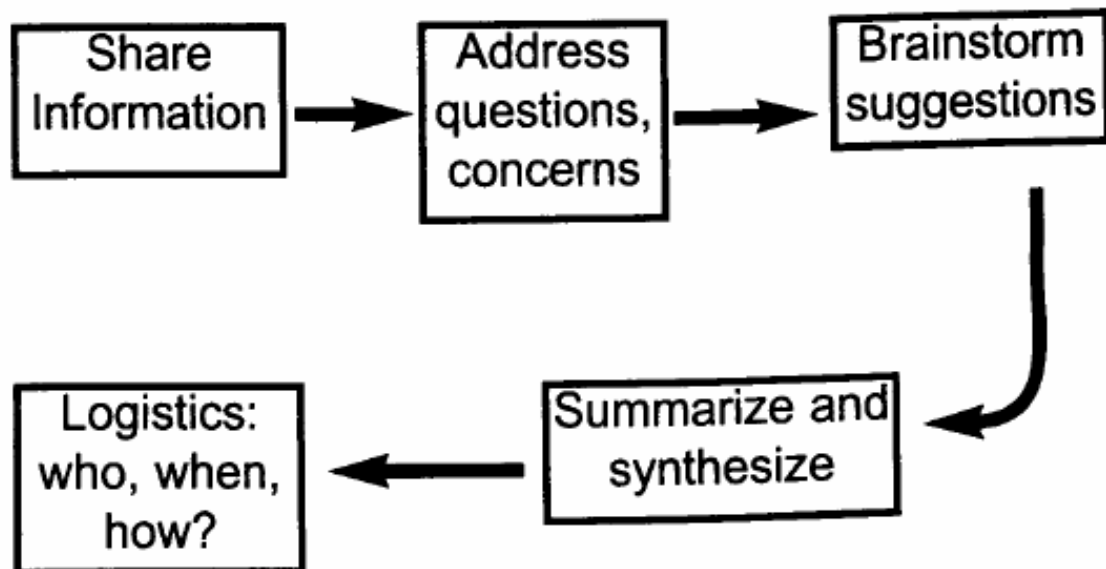 Share
Information
Address
questions,
concerns
Brainstorm
suggestions
Summarize and
synthesize
Logistics:
who, when,
how?